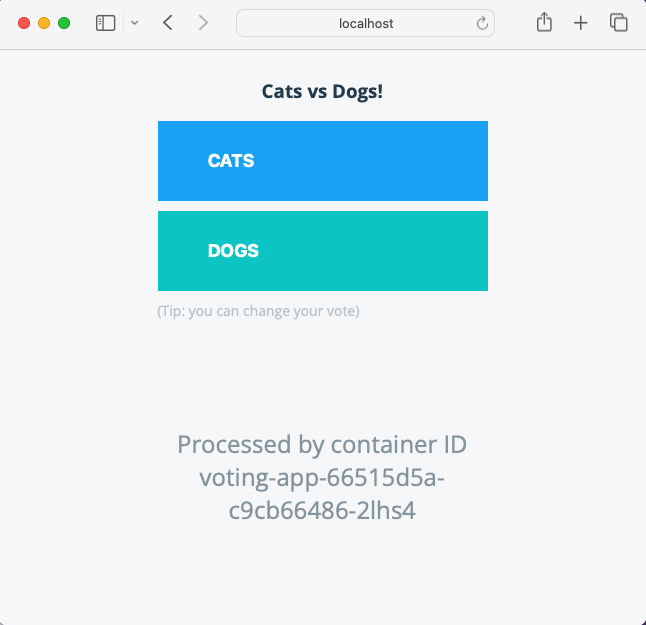 localhost
Cats vs Dogs!
CATS
DOGS
(Tip: you can change your vote)
Processed by container ID
voting-app-66515d5a-
c9cb66486-2lhs4